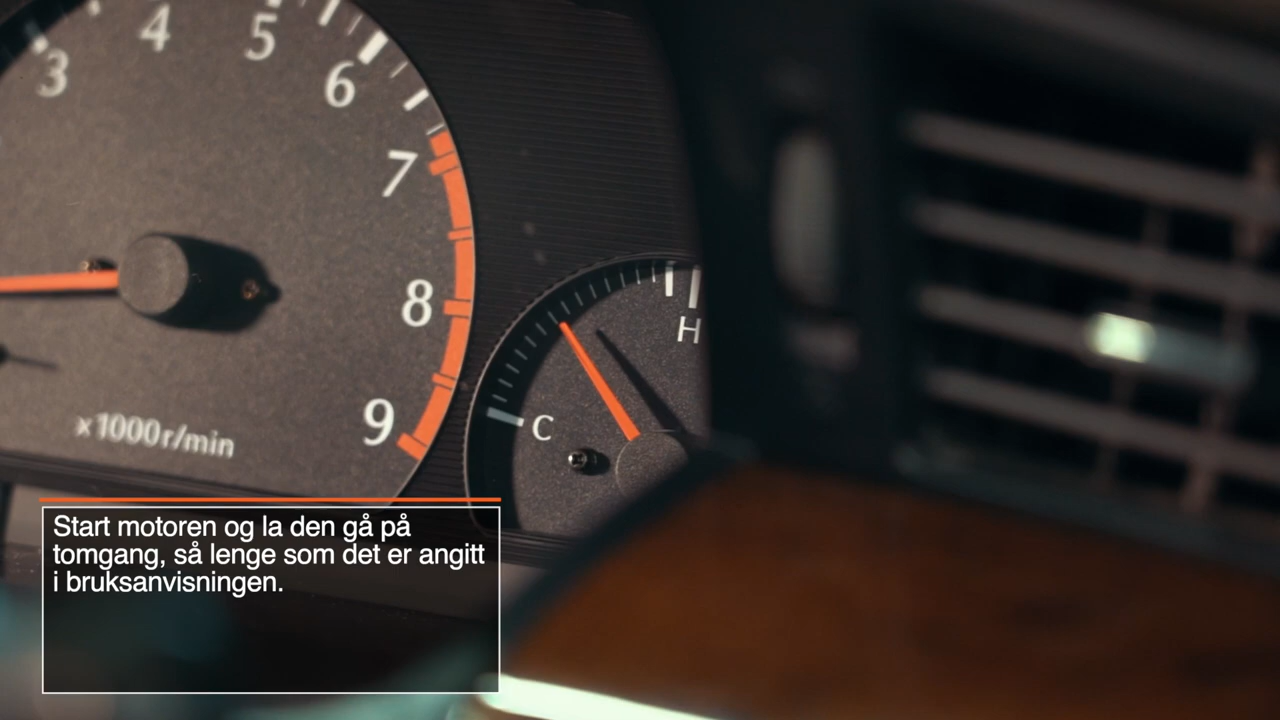 3 4 5 6
7
8
9
x1000r/min
H
C
Start motoren og la den gå på
tomgang, så lenge som det er angitt
i bruksanvisningen.